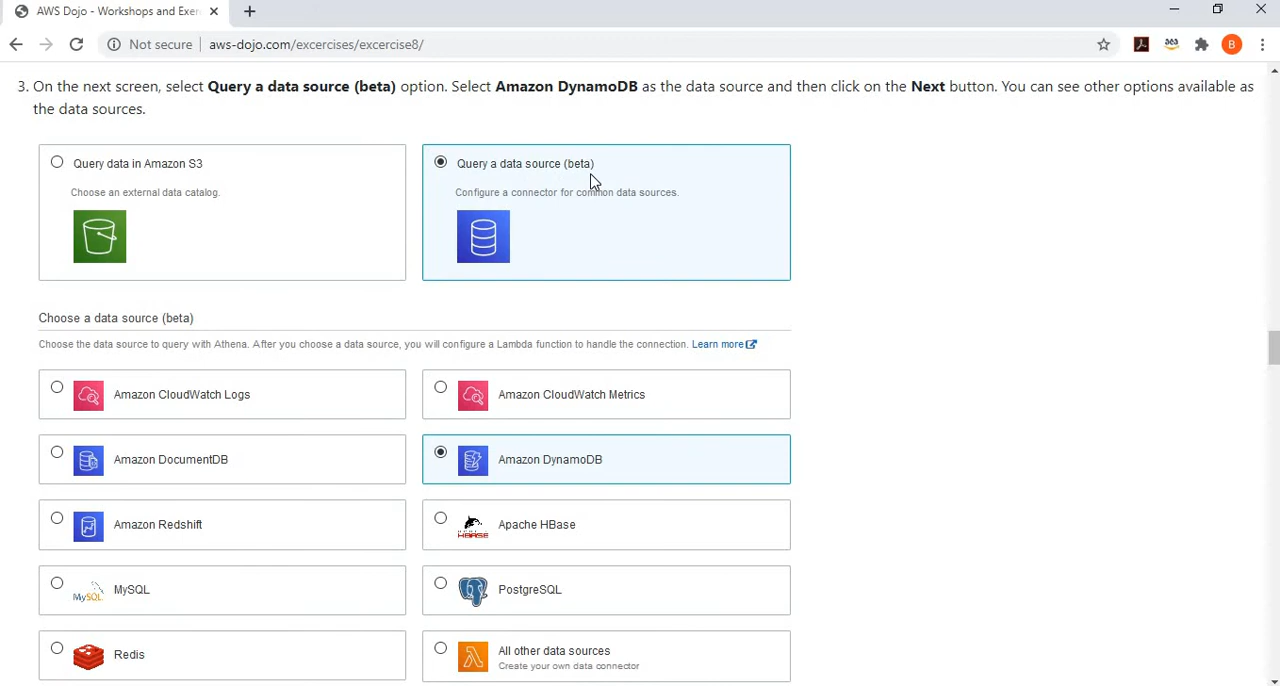 AWS Dojo - Workshops and Exer
Not secure
aws-dojo.com/excercises/excercise8/
B
3. On the next screen, select Query a data source (beta) option. Select Amazon DynamoDB as the data source and then click on the Next button. You can see other options available as
the data sources.
Query data in Amazon S3
Choose an external data catalog.
Query a data source (beta)
Configure a connector for common data sources.
Choose a data source (beta)
Choose the data source to query with Athena. After you choose a data source, you will configure a Lambda function to handle the connection. Learn more
Amazon CloudWatch Logs
Amazon CloudWatch Metrics
Amazon DocumentDB
Amazon DynamoDB
Amazon Redshift
HBASE
Apache HBase
MySQL
MySQL
PostgreSQL
Redis
All other data sources
Create your own data connector